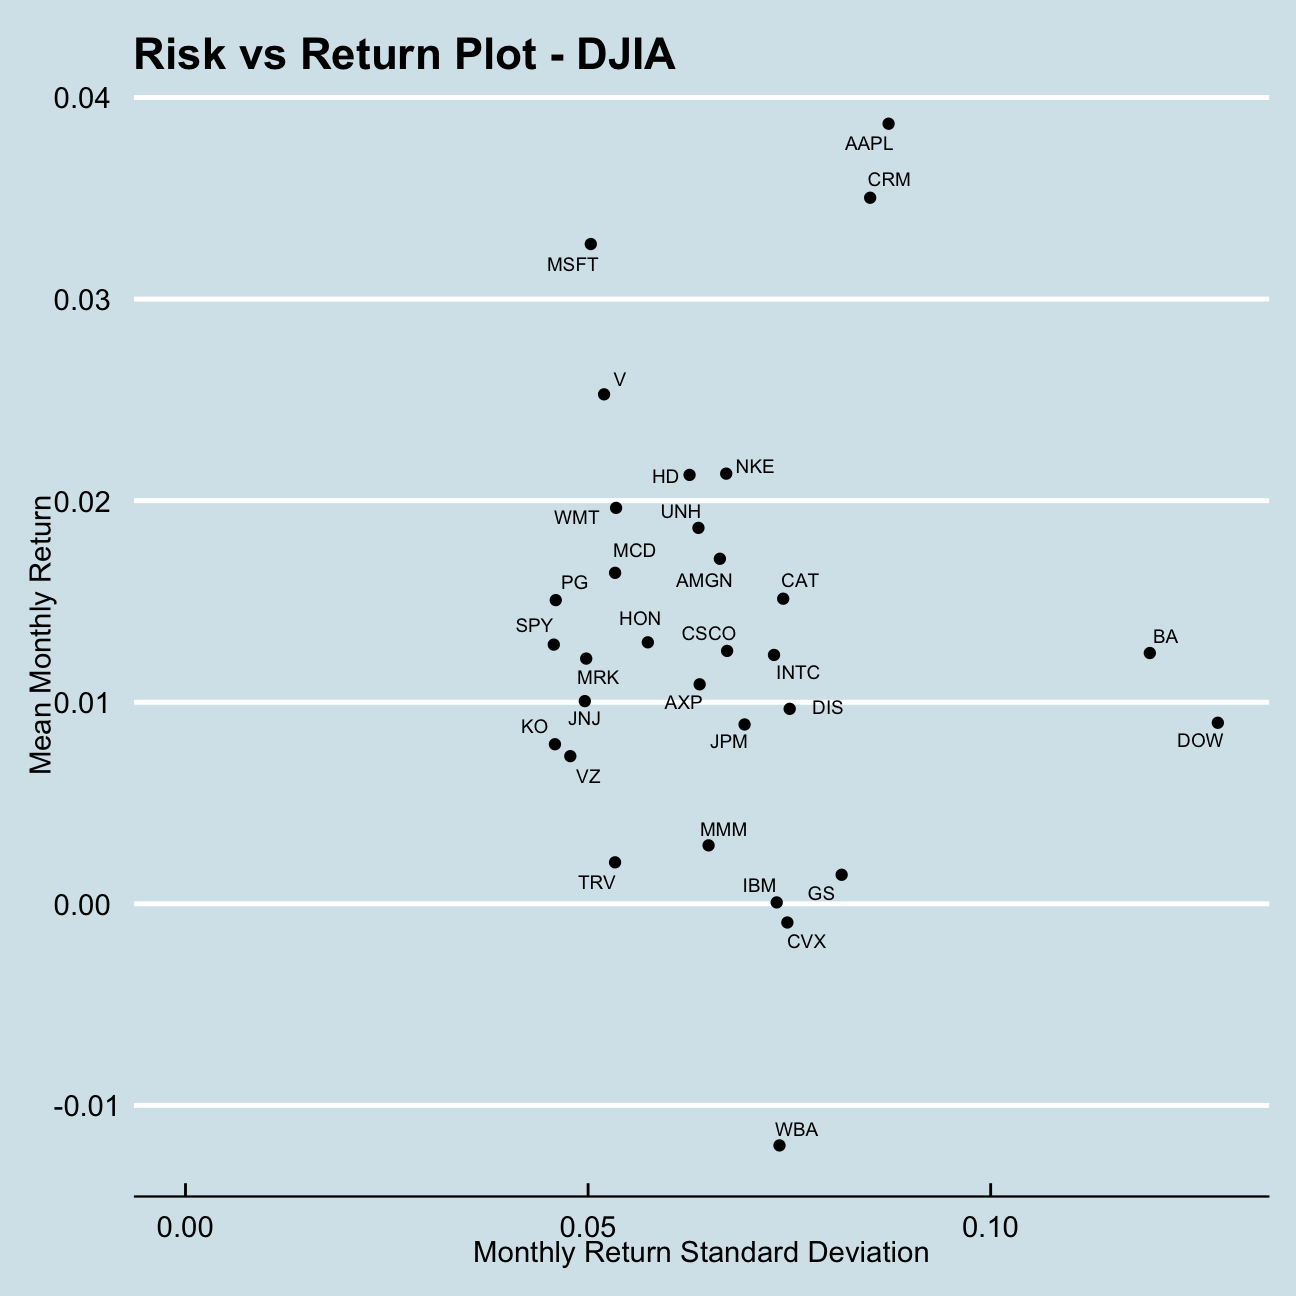 Risk vs Return Plot - DJIA
0.04
AAPL
CRM
MSFT
0.03
V
HD
NKE
0.02
WMT
UNH
MCD
AMGN
PG
CAT
SPY
HON
CSCO
BA
MRK
INTC
0.01
AXP
JNJ
DIS
KO
JPM
DOW
VZ
MMM
TRV
IBM
GS
0.00
CVX
-0.01
WBA
Mean Monthly Return
0.00
0.05
0.10
Monthly Return Standard Deviation